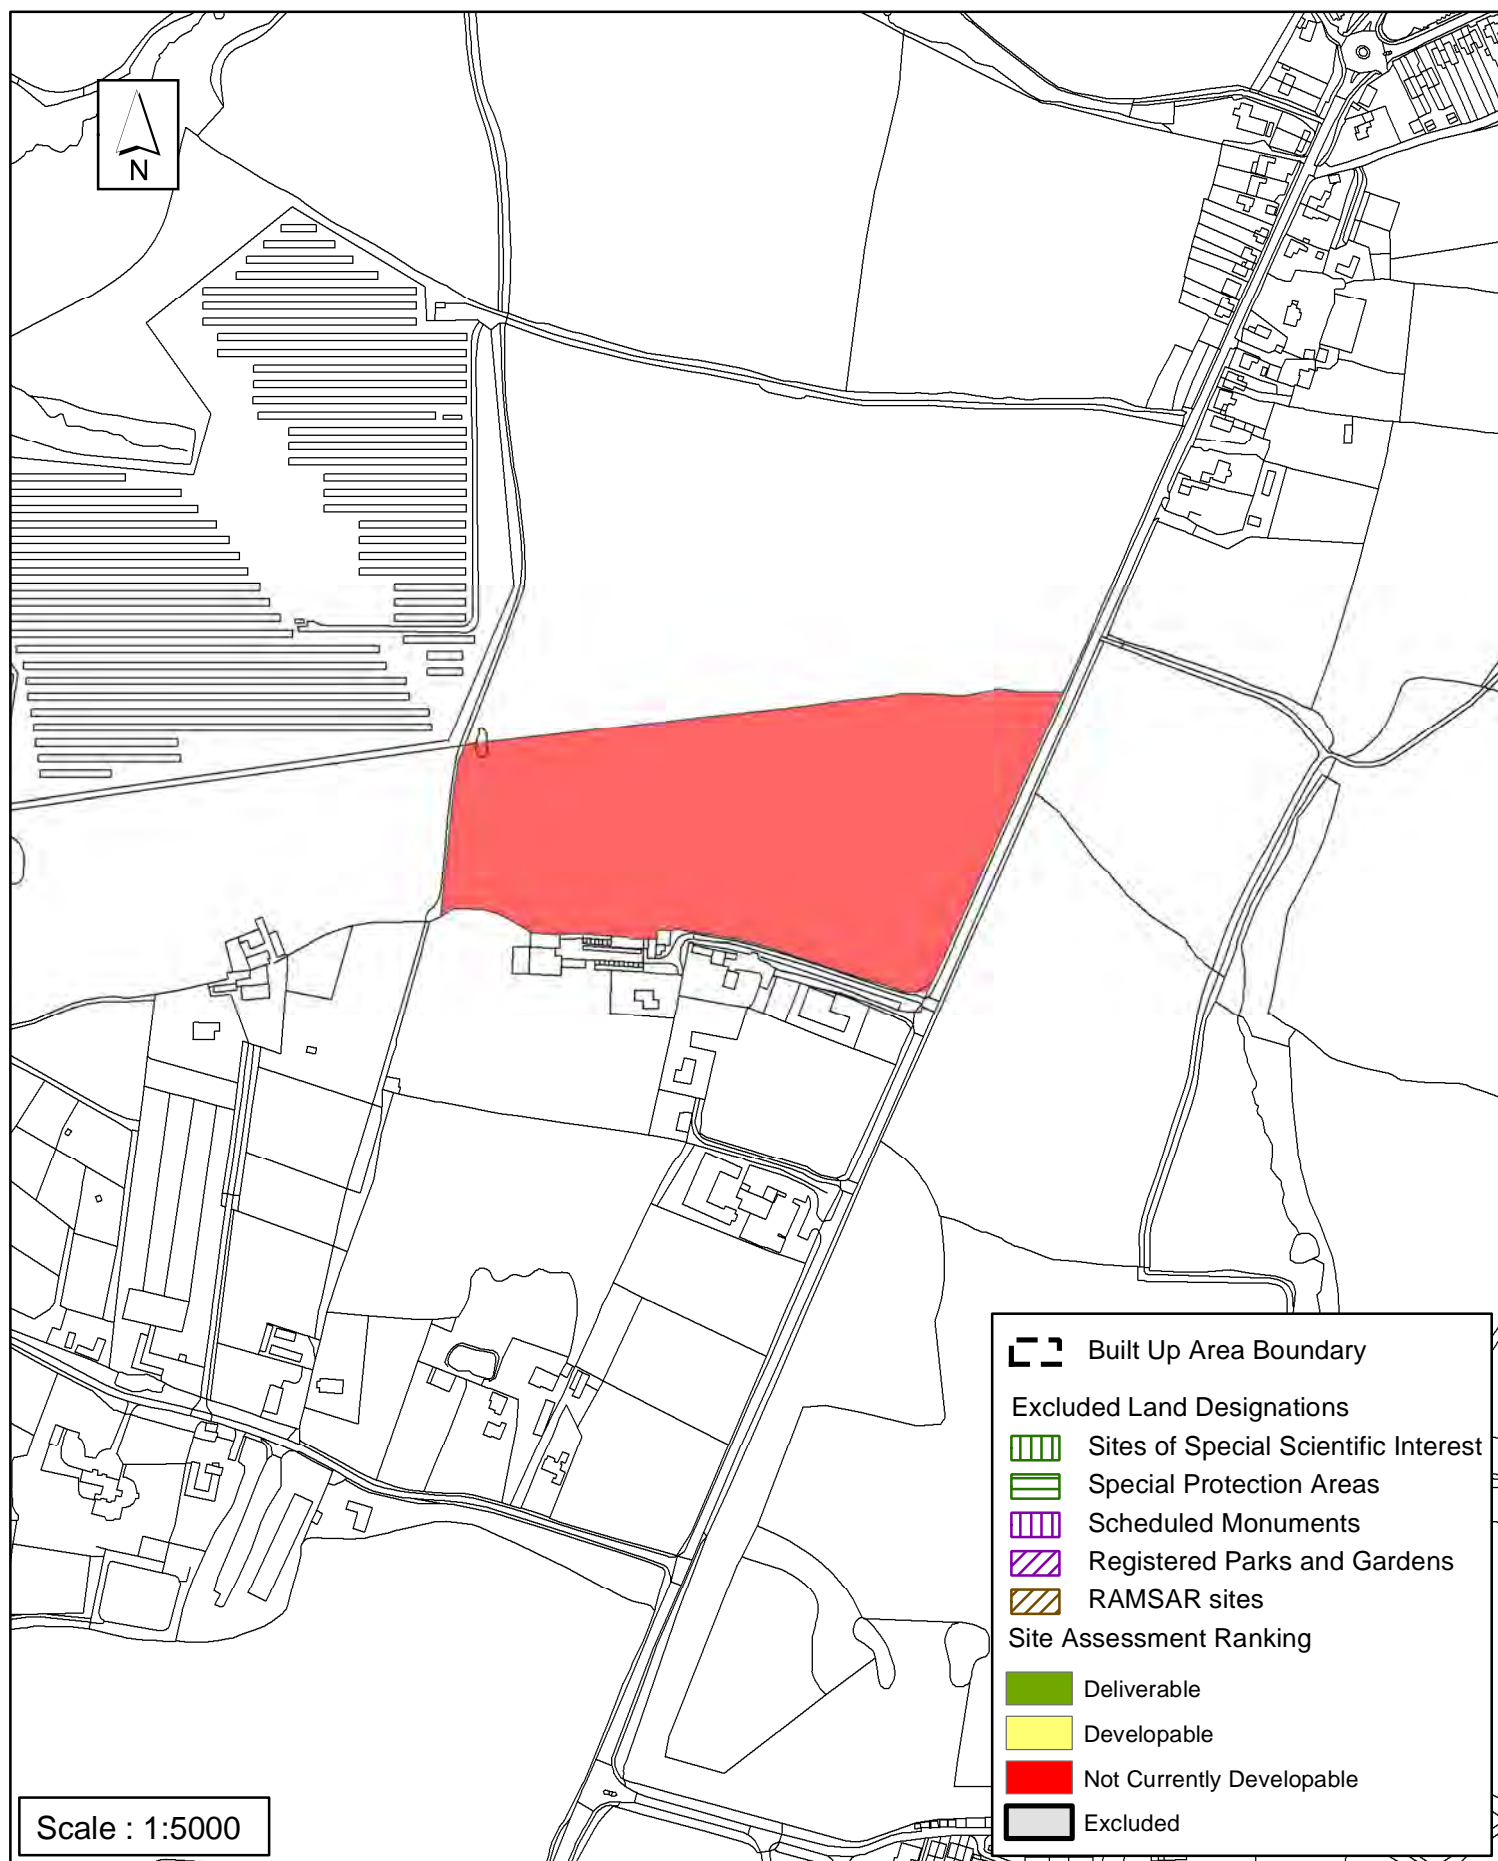 N
Built Up Area Boundary
Excluded Land Designations
Sites of Special Scientific Interest
Special Protection Areas
Scheduled Monuments
Registered Parks and Gardens
RAMSAR sites
Site Assessment Ranking
Deliverable
Developable
Not Currently Developable
Excluded
Scale : 1:5000